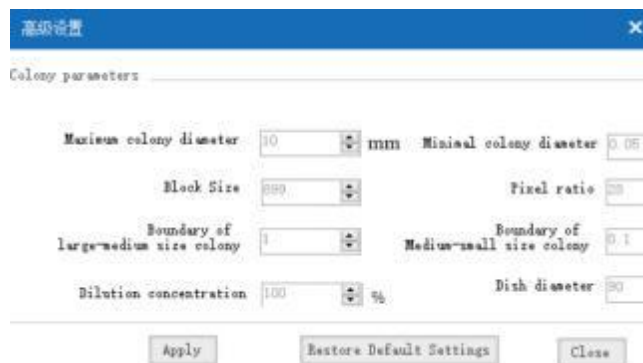 高级设置
Colony parameters
Maximum colony diameter 10 mm Minimal colony diameter 0.05
Block Size 899 Pixel ratio 20
Boundary of large-medium size colony 1 Boundary of Medium-small size colony 0.1
Dilution concentration 100 % Dish diameter 90
Apply Restore Default Settings Close